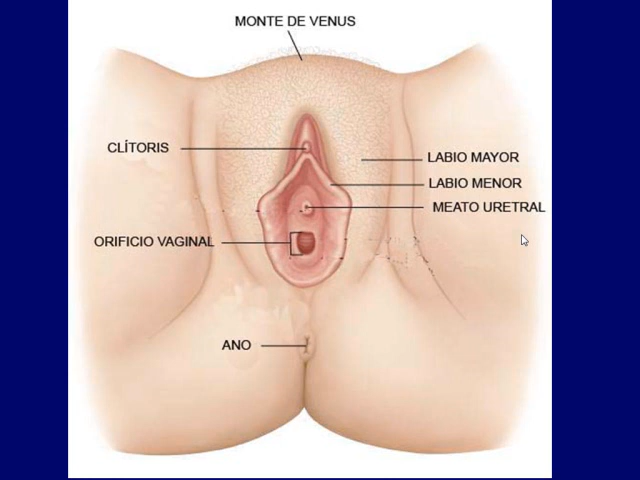 MONTE DE VENUS
CLÍTORIS
LABIO MAYOR
LABIO MENOR
MEATO URETRAL
ORIFICIO VAGINAL
ANO